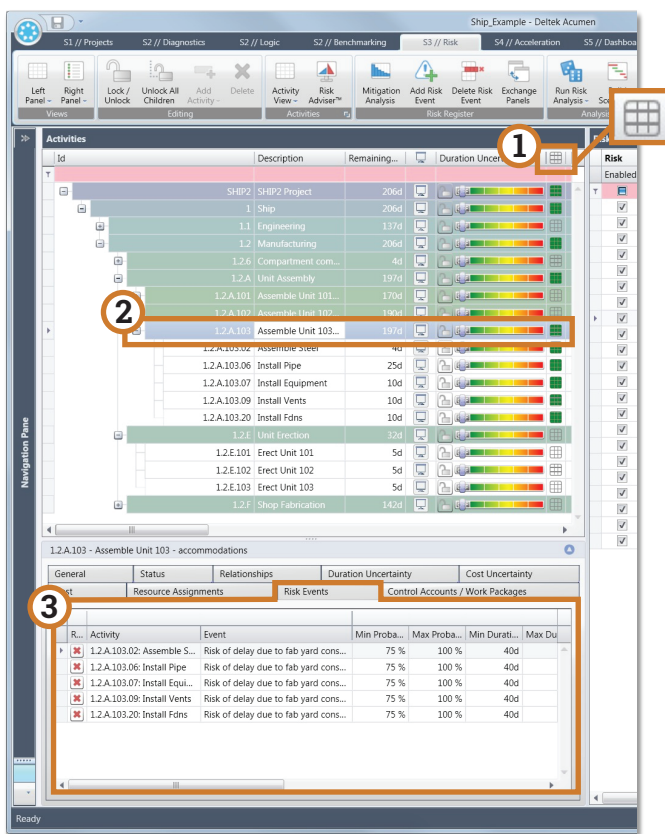 Ship_Example - Deltek Acumen
S1 // Projects S2 // Diagnostics S2 // Logic S2 // Benchmarking S3 // Risk S4 // Acceleration S5 // Dashboa
Left Panel Right Panel Lock / Unlock Unlock All Children Add Activity Delete Activity View Risk Adviser™ Mitigation Analysis Add Risk Event Delete Risk Event Exchange Panels Run Risk Analysis
Views Editing Activities Risk Register
1
Activities
Id Description Remaining... Duration Risk
Enabled
SHIP2 SHIP2 Project 206d
1 Ship 206d
1.1 Engineering 137d
1.2 Manufacturing 206d
1.2.6 Compartment com... 4d
1.2.A Unit Assembly 197d
1.2.A.101 Assemble Unit 101... 170d
2
1.2.A.102 Assemble Unit 102... 190d
1.2.A.103 Assemble Unit 103... 197d
1.2.A.103.02 Assemble Steel 4d
1.2.A.103.06 Install Pipe 25d
1.2.A.103.07 Install Equipment 10d
1.2.A.103.09 Install Vents 10d
1.2.A.103.20 Install Fdns 10d
1.2.E Unit Erection 32d
1.2.E.101 Erect Unit 101 5d
1.2.E.102 Erect Unit 102 5d
1.2.E.103 Erect Unit 103 5d
1.2.F Shop Fabrication 142d
Navigation Pane
1.2.A.103 - Assemble Unit 103 - accommodations
General Status Relationships Duration Uncertainty Cost Uncertainty
Resource Assignments Risk Events Control Accounts / Work Packages
3
R... Activity Event Min Proba... Max Proba... Min Durati... Max Du
1.2.A.103.02: Assemble S... Risk of delay due to fab yard cons... 75 % 100 % 40d
1.2.A.103.06: Install Pipe Risk of delay due to fab yard cons... 75 % 100 % 40d
1.2.A.103.07: Install Equi... Risk of delay due to fab yard cons... 75 % 100 % 40d
1.2.A.103.09: Install Vents Risk of delay due to fab yard cons... 75 % 100 % 40d
1.2.A.103.20: Install Fdns Risk of delay due to fab yard cons... 75 % 100 % 40d
Ready